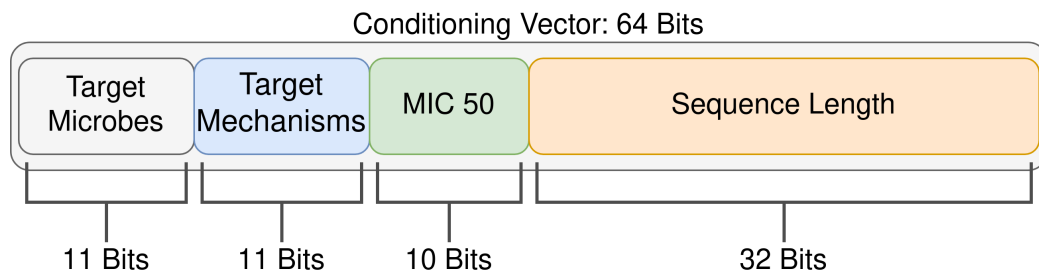 Conditioning Vector: 64 Bits
Target
Microbes
Target
Mechanisms
MIC 50
Sequence Length
11 Bits
11 Bits
10 Bits
32 Bits